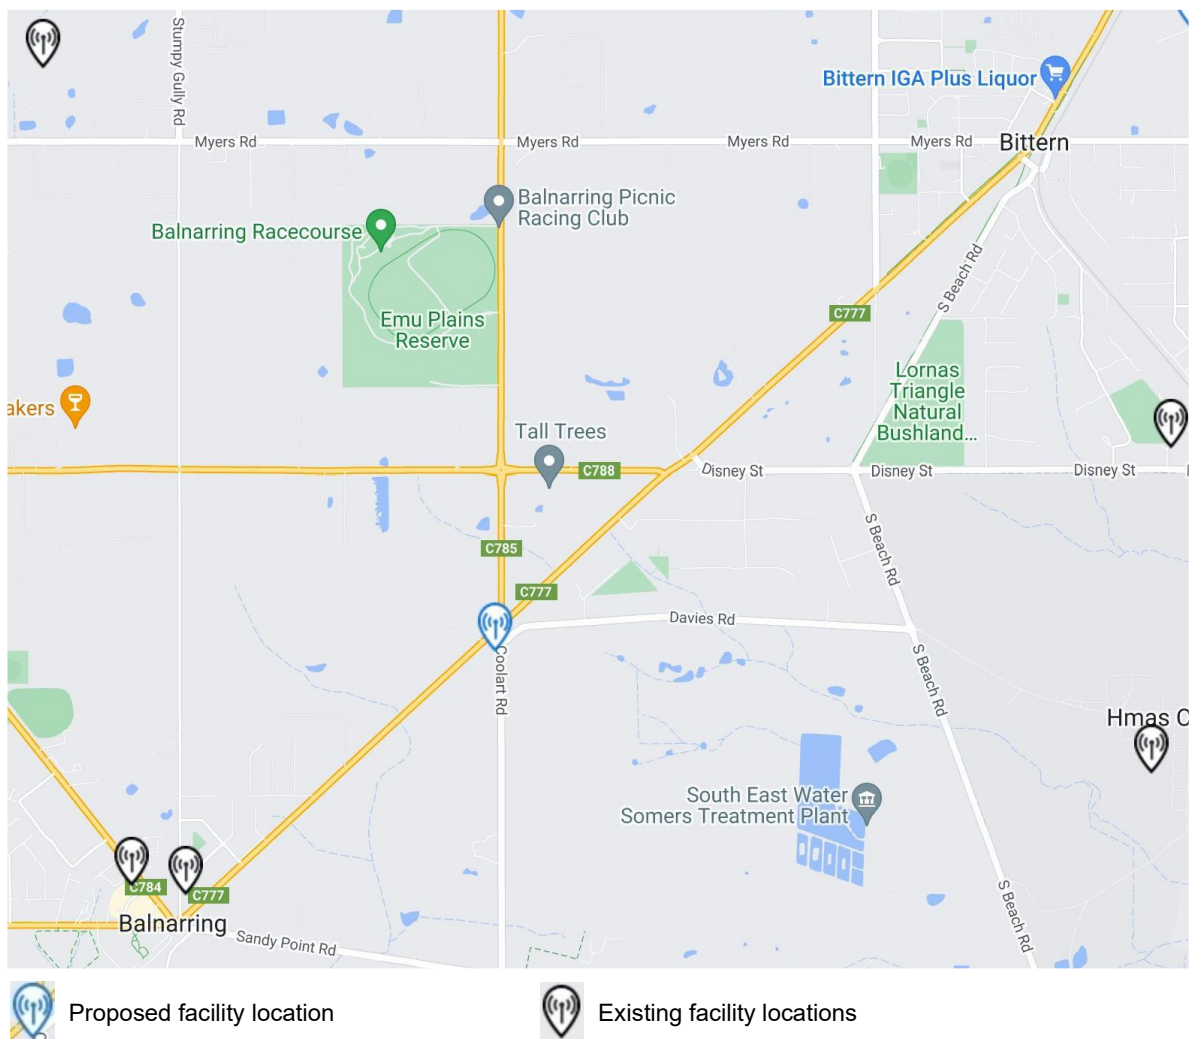 Stumpy Gully Rd
Bittern IGA Plus Liquor
Myers Rd
Myers Rd
Myers Rd
Myers Rd
Bittern
Balnarring Picnic
Racing Club
Balnarring Racecourse
S Beach Rd
Emu Plains
Reserve
C777
Lornas
Triangle
Natural
Bushland...
akers
Tall Trees
C788
Disney St
Disney St
Disney St
S Beach Rd
C785
C777
Davies Rd
Coolart Rd
S Beach Rd
Hmas C
South East Water
Somers Treatment Plant
C784
C777
S Beach Rd
Balnarring
Sandy Point Rd
Proposed facility location
Existing facility locations